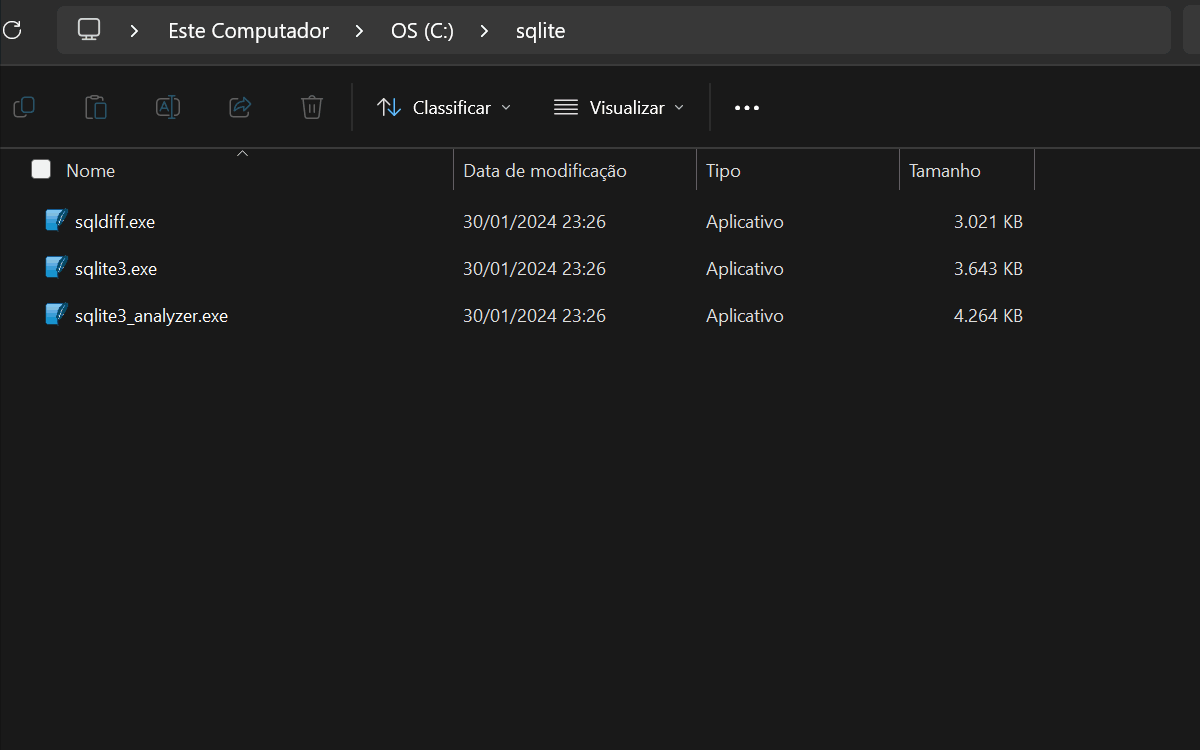 Este Computador > OS (C:) > sqlite
Classificar Visualizar
Nome Data de modificação Tipo Tamanho
sqldiff.exe 30/01/2024 23:26 Aplicativo 3.021 KB
sqlite3.exe 30/01/2024 23:26 Aplicativo 3.643 KB
sqlite3_analyzer.exe 30/01/2024 23:26 Aplicativo 4.264 KB